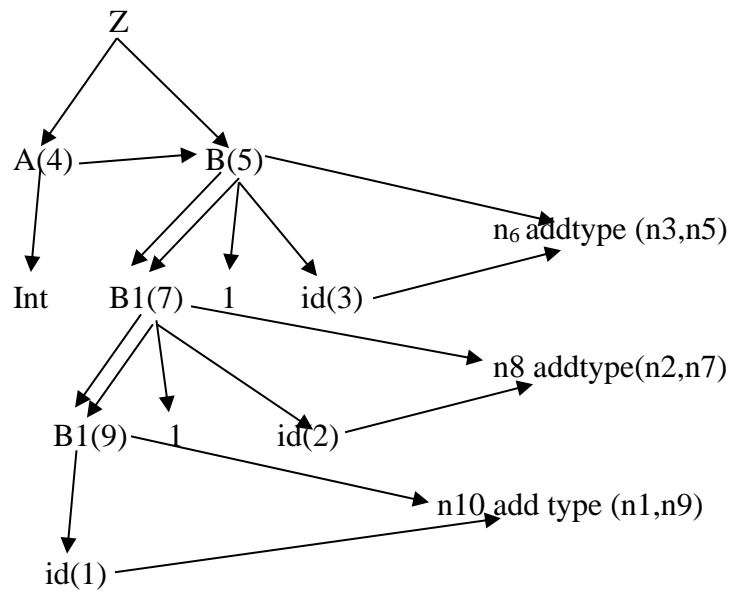 Z
A(4) B(5)
n₆ addtype (n3,n5)
Int B1(7) 1 id(3)
n8 addtype(n2,n7)
B1(9) 1 id(2)
n10 add type (n1,n9)
id(1)